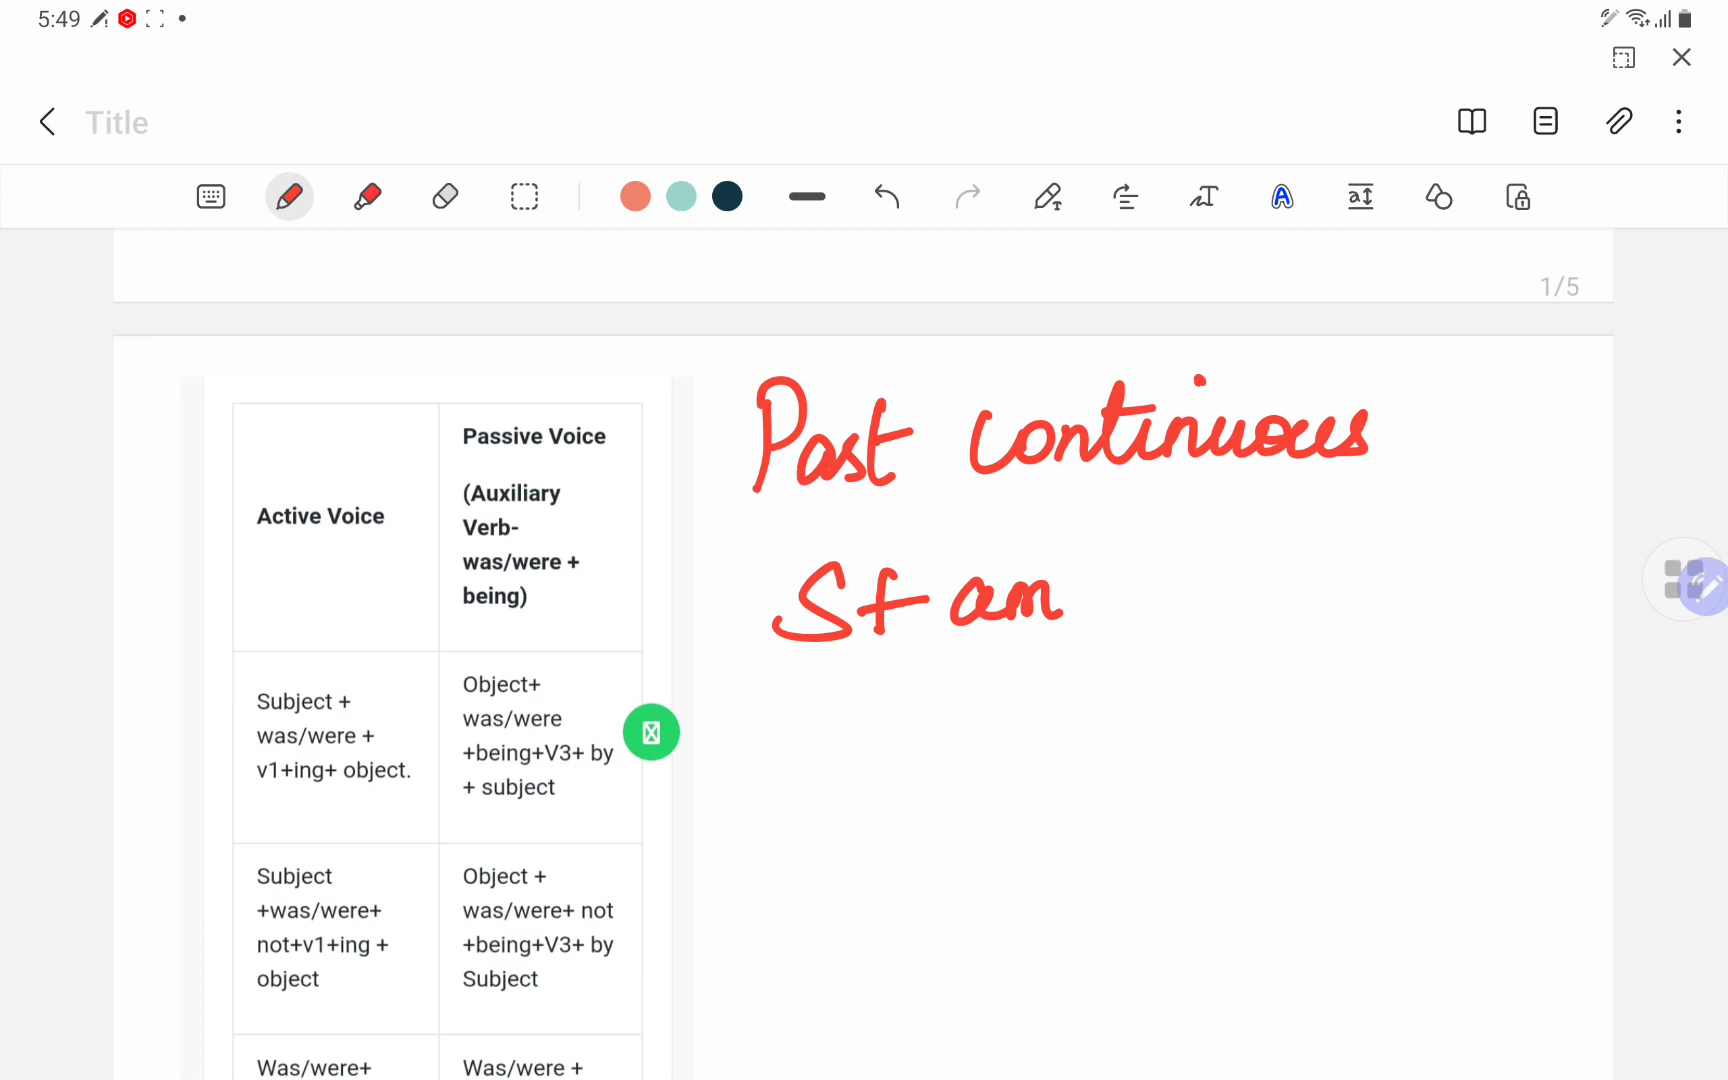 5:49
Title
1/5
Active Voice
Passive Voice
(Auxiliary
Verb-
was/were +
being)
Subject +
was/were +
v1+ing+ object.
Object+
was/were
+being+V3+ by
+ subject
Subject
+was/were+
not+v1+ing +
object
Object +
was/were+ not
+being+V3+ by
Subject
Was/were+
Was/were +
Past continuous
S+ am